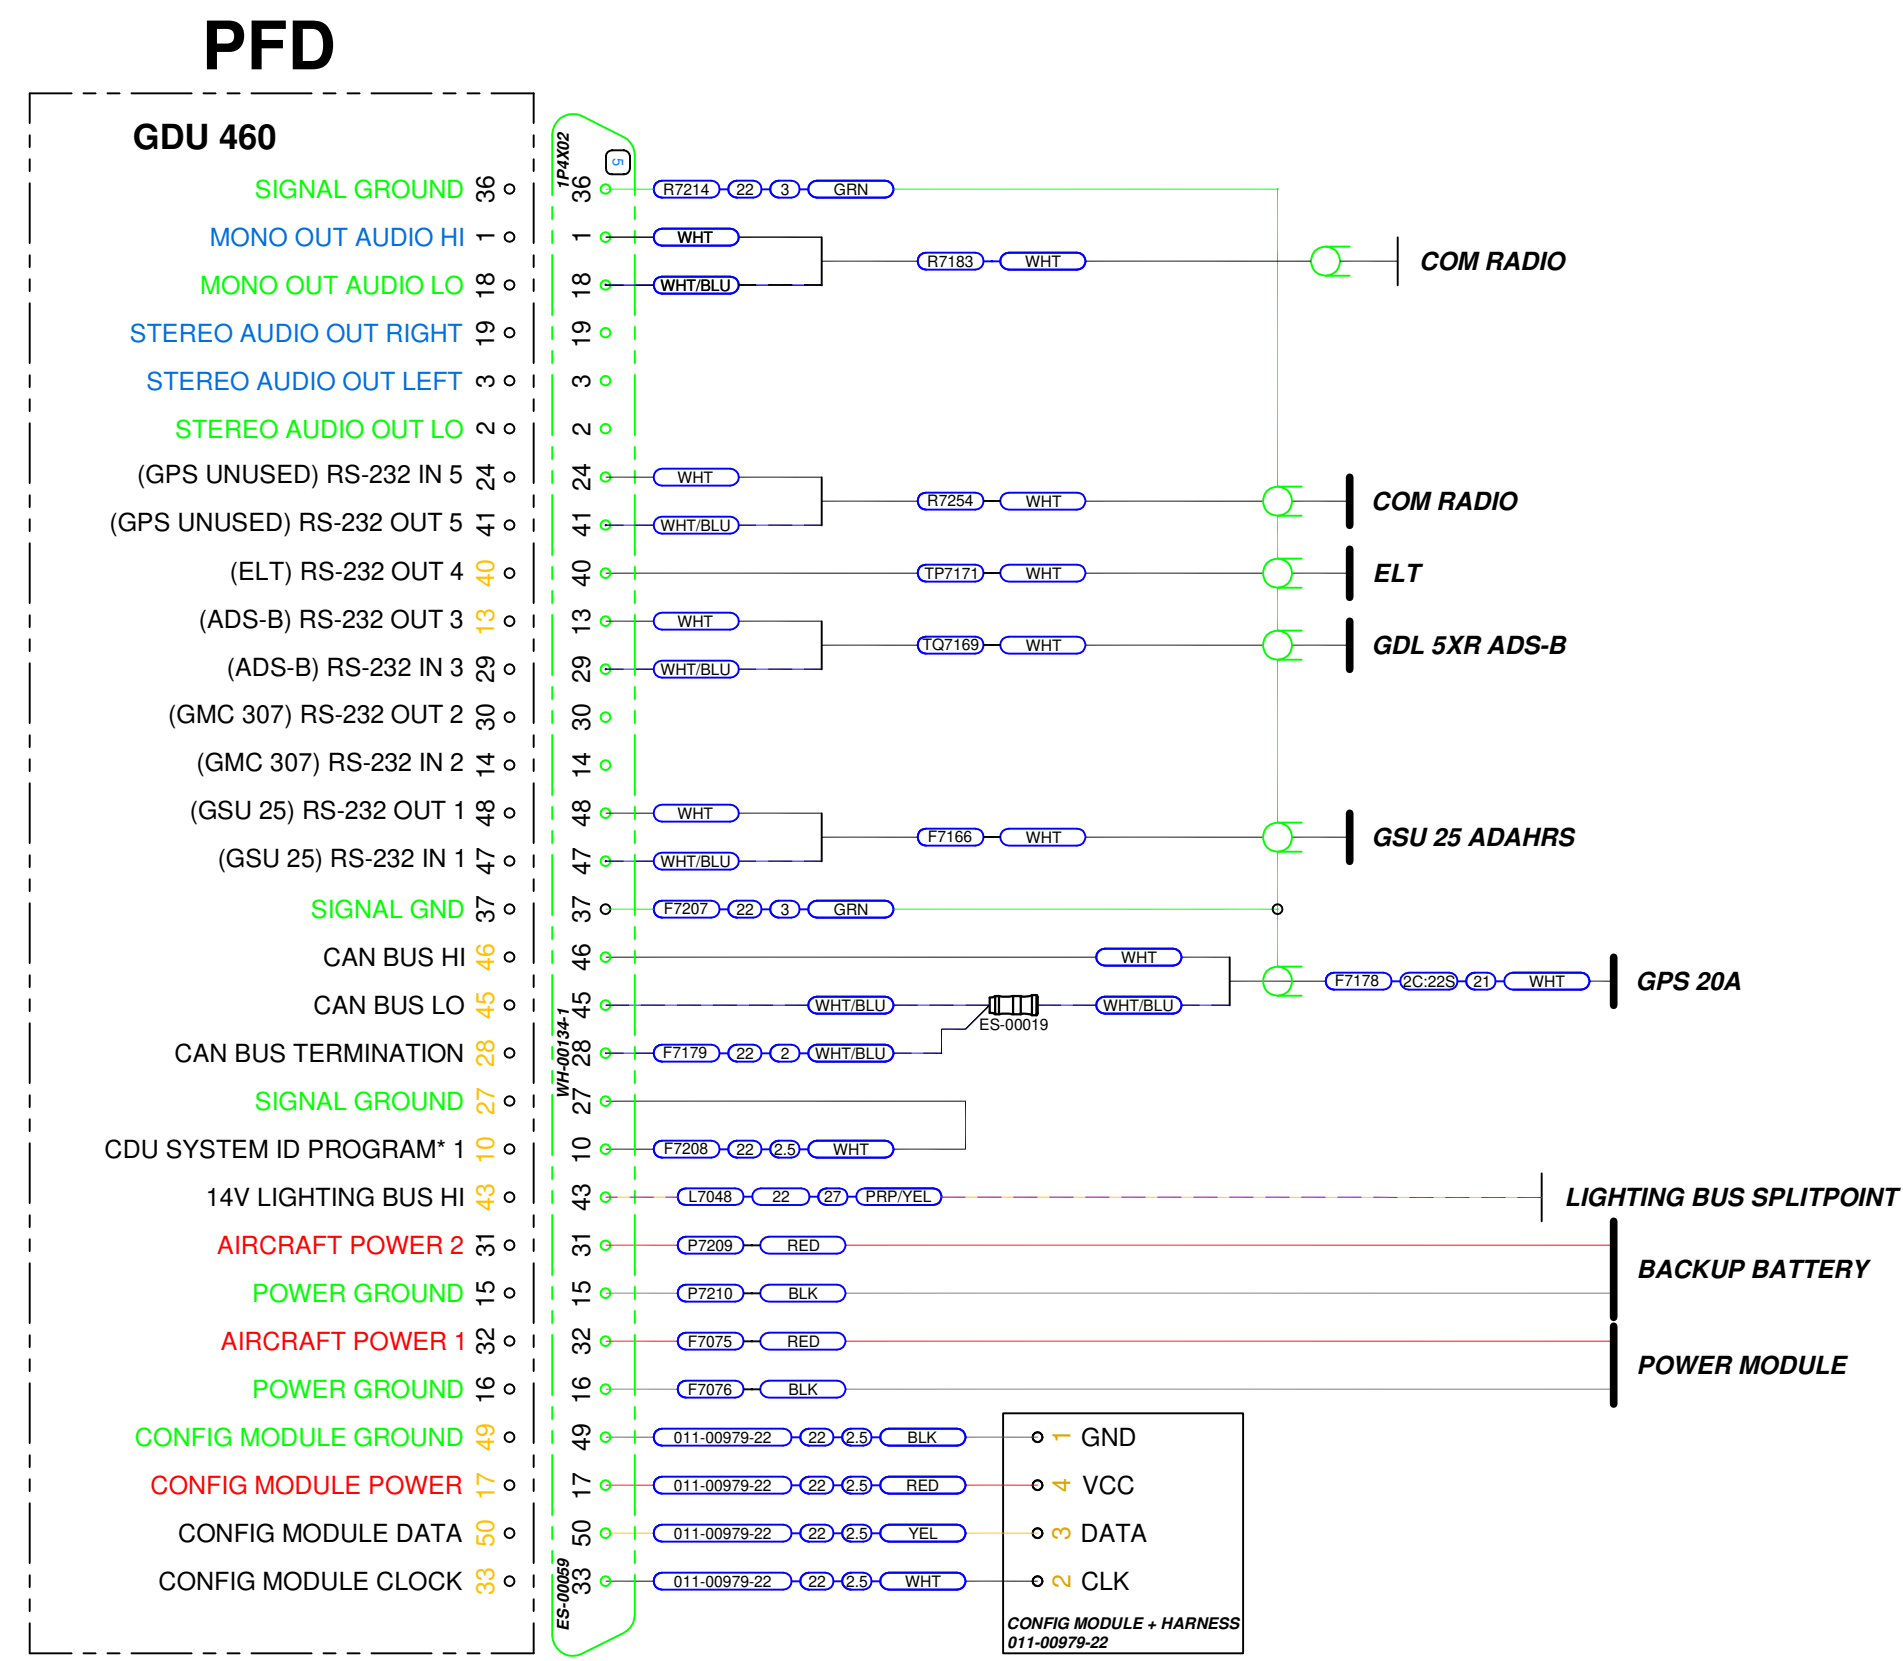 PFD
GDU 460
1P4X02
5
SIGNAL GROUND 36 36 R7214 22 3 GRN
MONO OUT AUDIO HI 1 1 WHT
R7183 WHT COM RADIO
MONO OUT AUDIO LO 18 18 WHT/BLU
STEREO AUDIO OUT RIGHT 19 19
STEREO AUDIO OUT LEFT 3 3
STEREO AUDIO OUT LO 2 2
(GPS UNUSED) RS-232 IN 5 24 24 WHT
R7254 WHT COM RADIO
(GPS UNUSED) RS-232 OUT 5 41 41 WHT/BLU
(ELT) RS-232 OUT 4 40 40 TP7171 WHT ELT
(ADS-B) RS-232 OUT 3 13 13 WHT
TQ7169 WHT GDL 5XR ADS-B
(ADS-B) RS-232 IN 3 29 29 WHT/BLU
(GMC 307) RS-232 OUT 2 30 30
(GMC 307) RS-232 IN 2 14 14
(GSU 25) RS-232 OUT 1 48 48 WHT
F7166 WHT GSU 25 ADAHRS
(GSU 25) RS-232 IN 1 47 47 WHT/BLU
SIGNAL GND 37 37 F7207 22 3 GRN
CAN BUS HI 46 46 WHT
F7178 2C:22S 21 WHT GPS 20A
CAN BUS LO 45 45 WHT/BLU WHT/BLU
ES-00019
WH-00134-1
CAN BUS TERMINATION 28 28 F7179 22 2 WHT/BLU
SIGNAL GROUND 27 27
CDU SYSTEM ID PROGRAM* 1 10 10 F7208 22 2.5 WHT
14V LIGHTING BUS HI 43 43 L7048 22 27 PRP/YEL LIGHTING BUS SPLITPOINT
AIRCRAFT POWER 2 31 31 P7209 RED
BACKUP BATTERY
POWER GROUND 15 15 P7210 BLK
AIRCRAFT POWER 1 32 32 F7075 RED
POWER MODULE
POWER GROUND 16 16 F7076 BLK
CONFIG MODULE GROUND 49 49 011-00979-22 22 2.5 BLK 1 GND
CONFIG MODULE POWER 17 17 011-00979-22 22 2.5 RED 4 VCC
CONFIG MODULE DATA 50 50 011-00979-22 22 2.5 YEL 3 DATA
CONFIG MODULE CLOCK 33 33 011-00979-22 22 2.5 WHT 2 CLK
ES-00059
CONFIG MODULE + HARNESS
011-00979-22